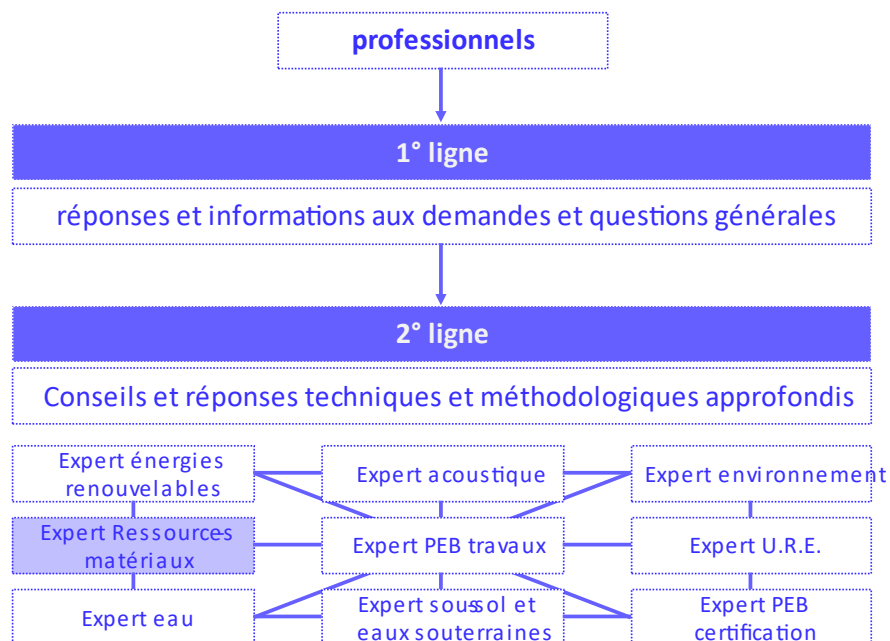 professionnels
1° ligne
réponses et informations aux demandes et questions générales
2° ligne
Conseils et réponses techniques et méthodologiques approfondis
Expert énergies
renouvelables
Expert acoustique
Expert environnement
Expert Ressources-
matériaux
Expert PEB travaux
Expert U.R.E.
Expert eau
Expert sous-sol et
eaux souterraines
Expert PEB
certification